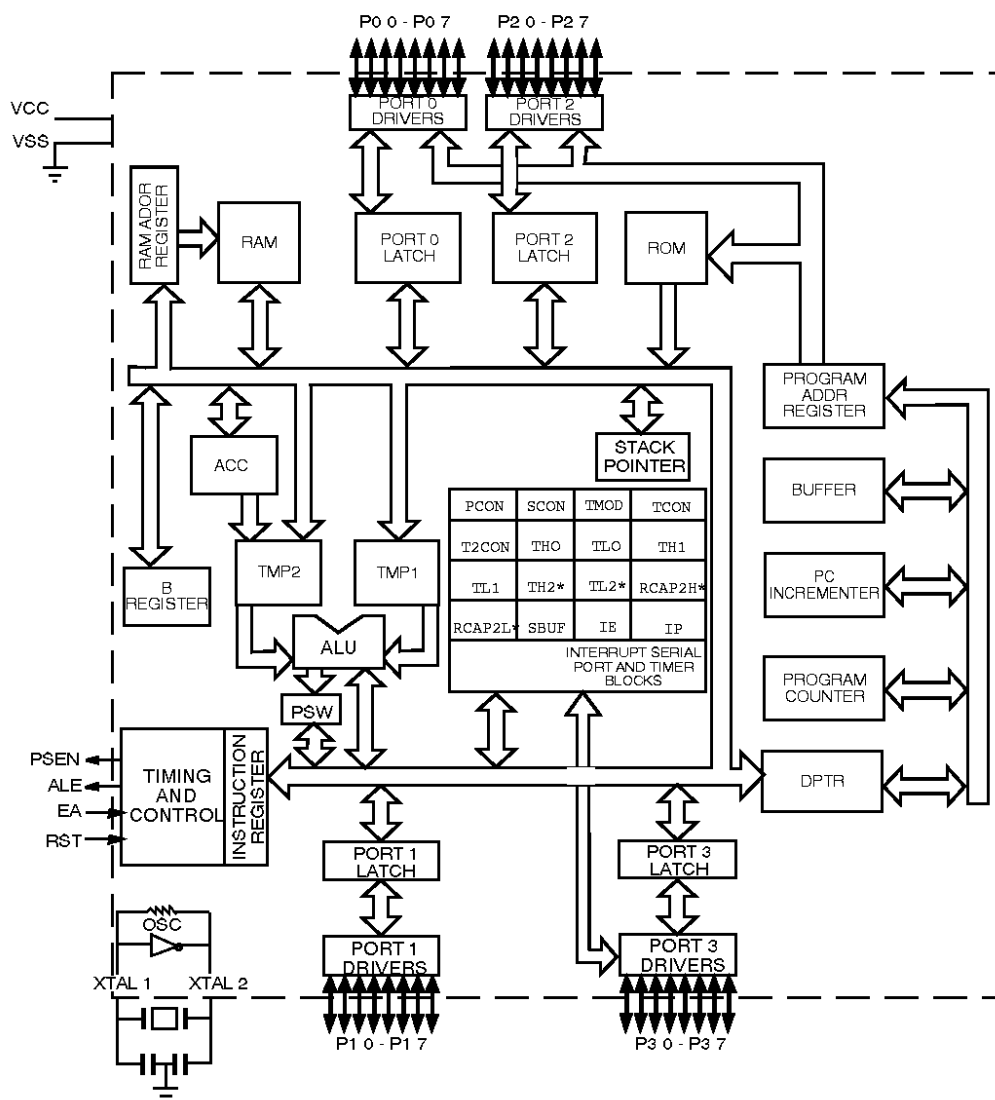 P0 0 - P0 7
P2 0 - P2 7
VCC
VSS
PORT 0
DRIVERS
PORT 2
DRIVERS
RAM ADDR
REGISTER
RAM
PORT 0
LATCH
PORT 2
LATCH
ROM
PROGRAM
ADDR
REGISTER
STACK
POINTER
ACC
BUFFER
PCON
SCON
TMOD
TCON
T2CON
TH0
TL0
TH1
B
REGISTER
TMP2
TMP1
TL1
TH2*
TL2*
RCAP2H*
PC
INCREMENTER
RCAP2L*
SBUF
IE
IP
ALU
INTERRUPT SERIAL
PORT AND TIMER
BLOCKS
PROGRAM
COUNTER
PSW
PSEN
ALE
EA
RST
TIMING
AND
CONTROL
INSTRUCTION
REGISTER
DPTR
PORT 1
LATCH
PORT 3
LATCH
OSC
PORT 1
DRIVERS
PORT 3
DRIVERS
XTAL 1
XTAL 2
P1 0 - P1 7
P3 0 - P3 7